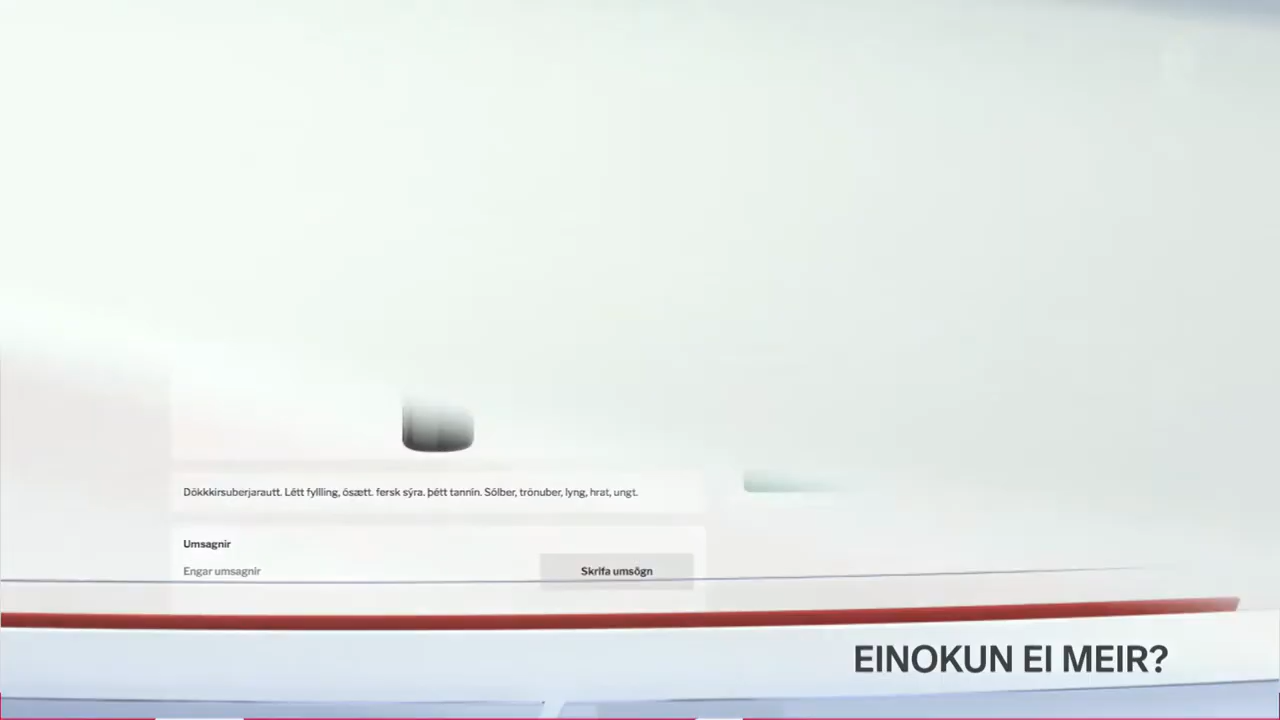 Dökkkirsuberjarautt. Létt fyllling, ósætt. fersk sýra. þétt tannín. Sólber, trönuber, lyng, hrat, ungt.
Umsagnir
Engar umsagnir
Skrifa umsögn
EINOKUN EI MEIR?